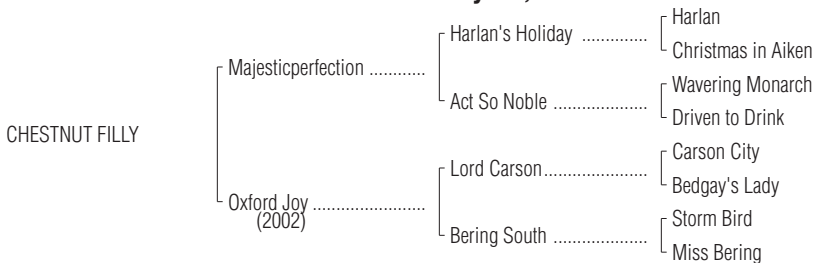 Harlan
Harlan's Holiday ..............
Christmas in Aiken
Majesticperfection ............
Wavering Monarch
Act So Noble ....................
Driven to Drink
CHESTNUT FILLY
Carson City
Lord Carson......................
Bedgay's Lady
Oxford Joy ........................
(2002)
Storm Bird
Bering South ....................
Miss Bering